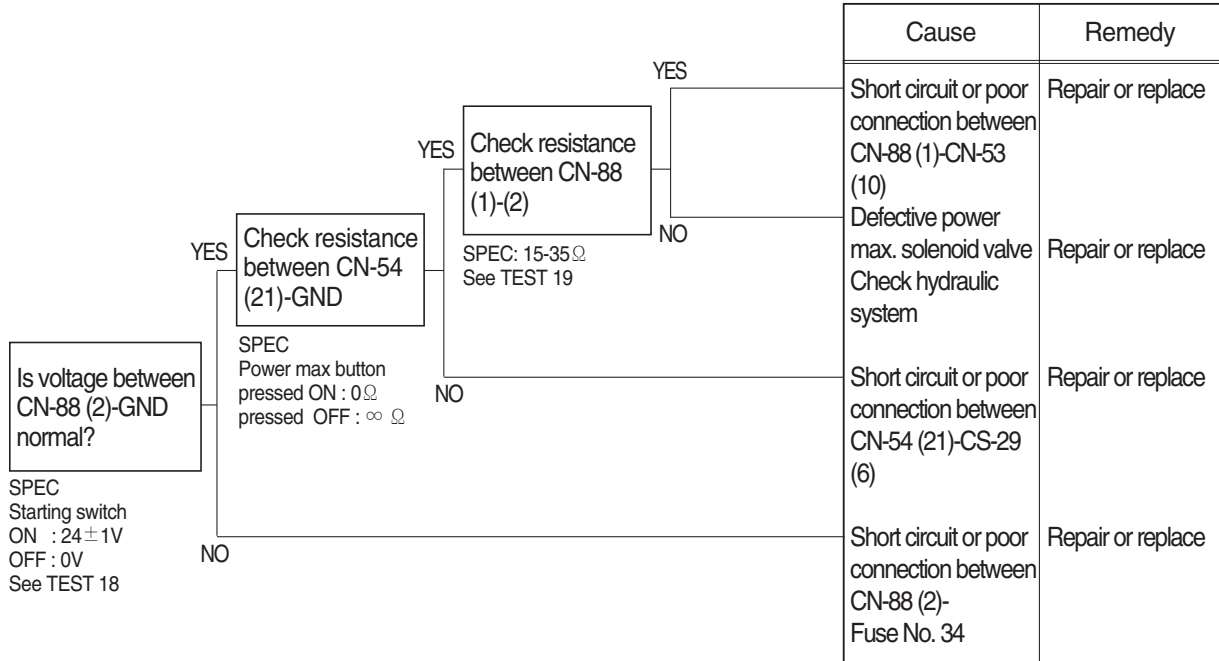 Cause
Remedy
YES
Short circuit or poor
connection between
CN-88 (1)-CN-53
(10)
Repair or replace
YES
Check resistance
between CN-88
(1)-(2)
SPEC: 15-35Ω
See TEST 19
NO
Defective power
max. solenoid valve
Check hydraulic
system
Repair or replace
YES
Check resistance
between CN-54
(21)-GND
SPEC
Power max button
pressed ON : 0Ω
pressed OFF : ∞ Ω
NO
Short circuit or poor
connection between
CN-54 (21)-CS-29
(6)
Repair or replace
Is voltage between
CN-88 (2)-GND
normal?
SPEC
Starting switch
ON : 24±1V
OFF : 0V
See TEST 18
NO
Short circuit or poor
connection between
CN-88 (2)-
Fuse No. 34
Repair or replace